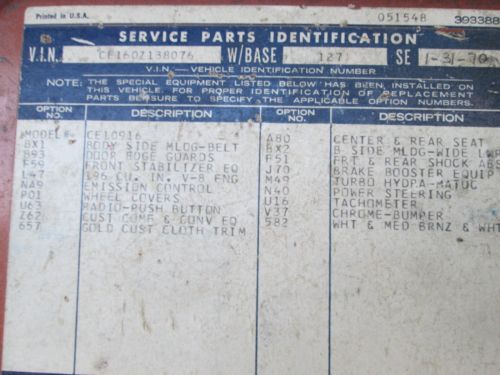 Printed in U.S.A. 051548 393388
SERVICE PARTS IDENTIFICATION
V.I.N. CE160Z138076 W/BASE 127 SE 1-31-70
V.I.N.—VEHICLE IDENTIFICATION NUMBER
NOTE: THE SPECIAL EQUIPMENT LISTED BELOW HAS BEEN INSTALLED ON
THIS VEHICLE. FOR PROPER IDENTIFICATION OF REPLACEMENT
PARTS BE SURE TO SPECIFY THE APPLICABLE OPTION NUMBERS.
OPTION NO. DESCRIPTION OPTION NO. DESCRIPTION
MODEL# CE10916 A80 CENTER & REAR SEAT
BX1 BODY SIDE MLDG-BELT BX2 B SIDE MLDG-WIDE LWR
B93 DOOR EDGE GUARDS F51 FRT & REAR SHOCK ABS
F59 FRONT STABILIZER EQ J70 BRAKE BOOSTER EQUIP
L47 396 CU. IN. V-8 ENG M49 TURBO HYDRA-MATIC
NA9 EMISSION CONTROL N40 POWER STEERING
P01 WHEEL COVERS U16 TACHOMETER
U63 RADIO-PUSH BUTTON V37 CHROME-BUMPER
Z62 CUST COMF & CONV EQ 582 WHT & MED BRNZ & WHT
657 GOLD CUST CLOTH TRIM